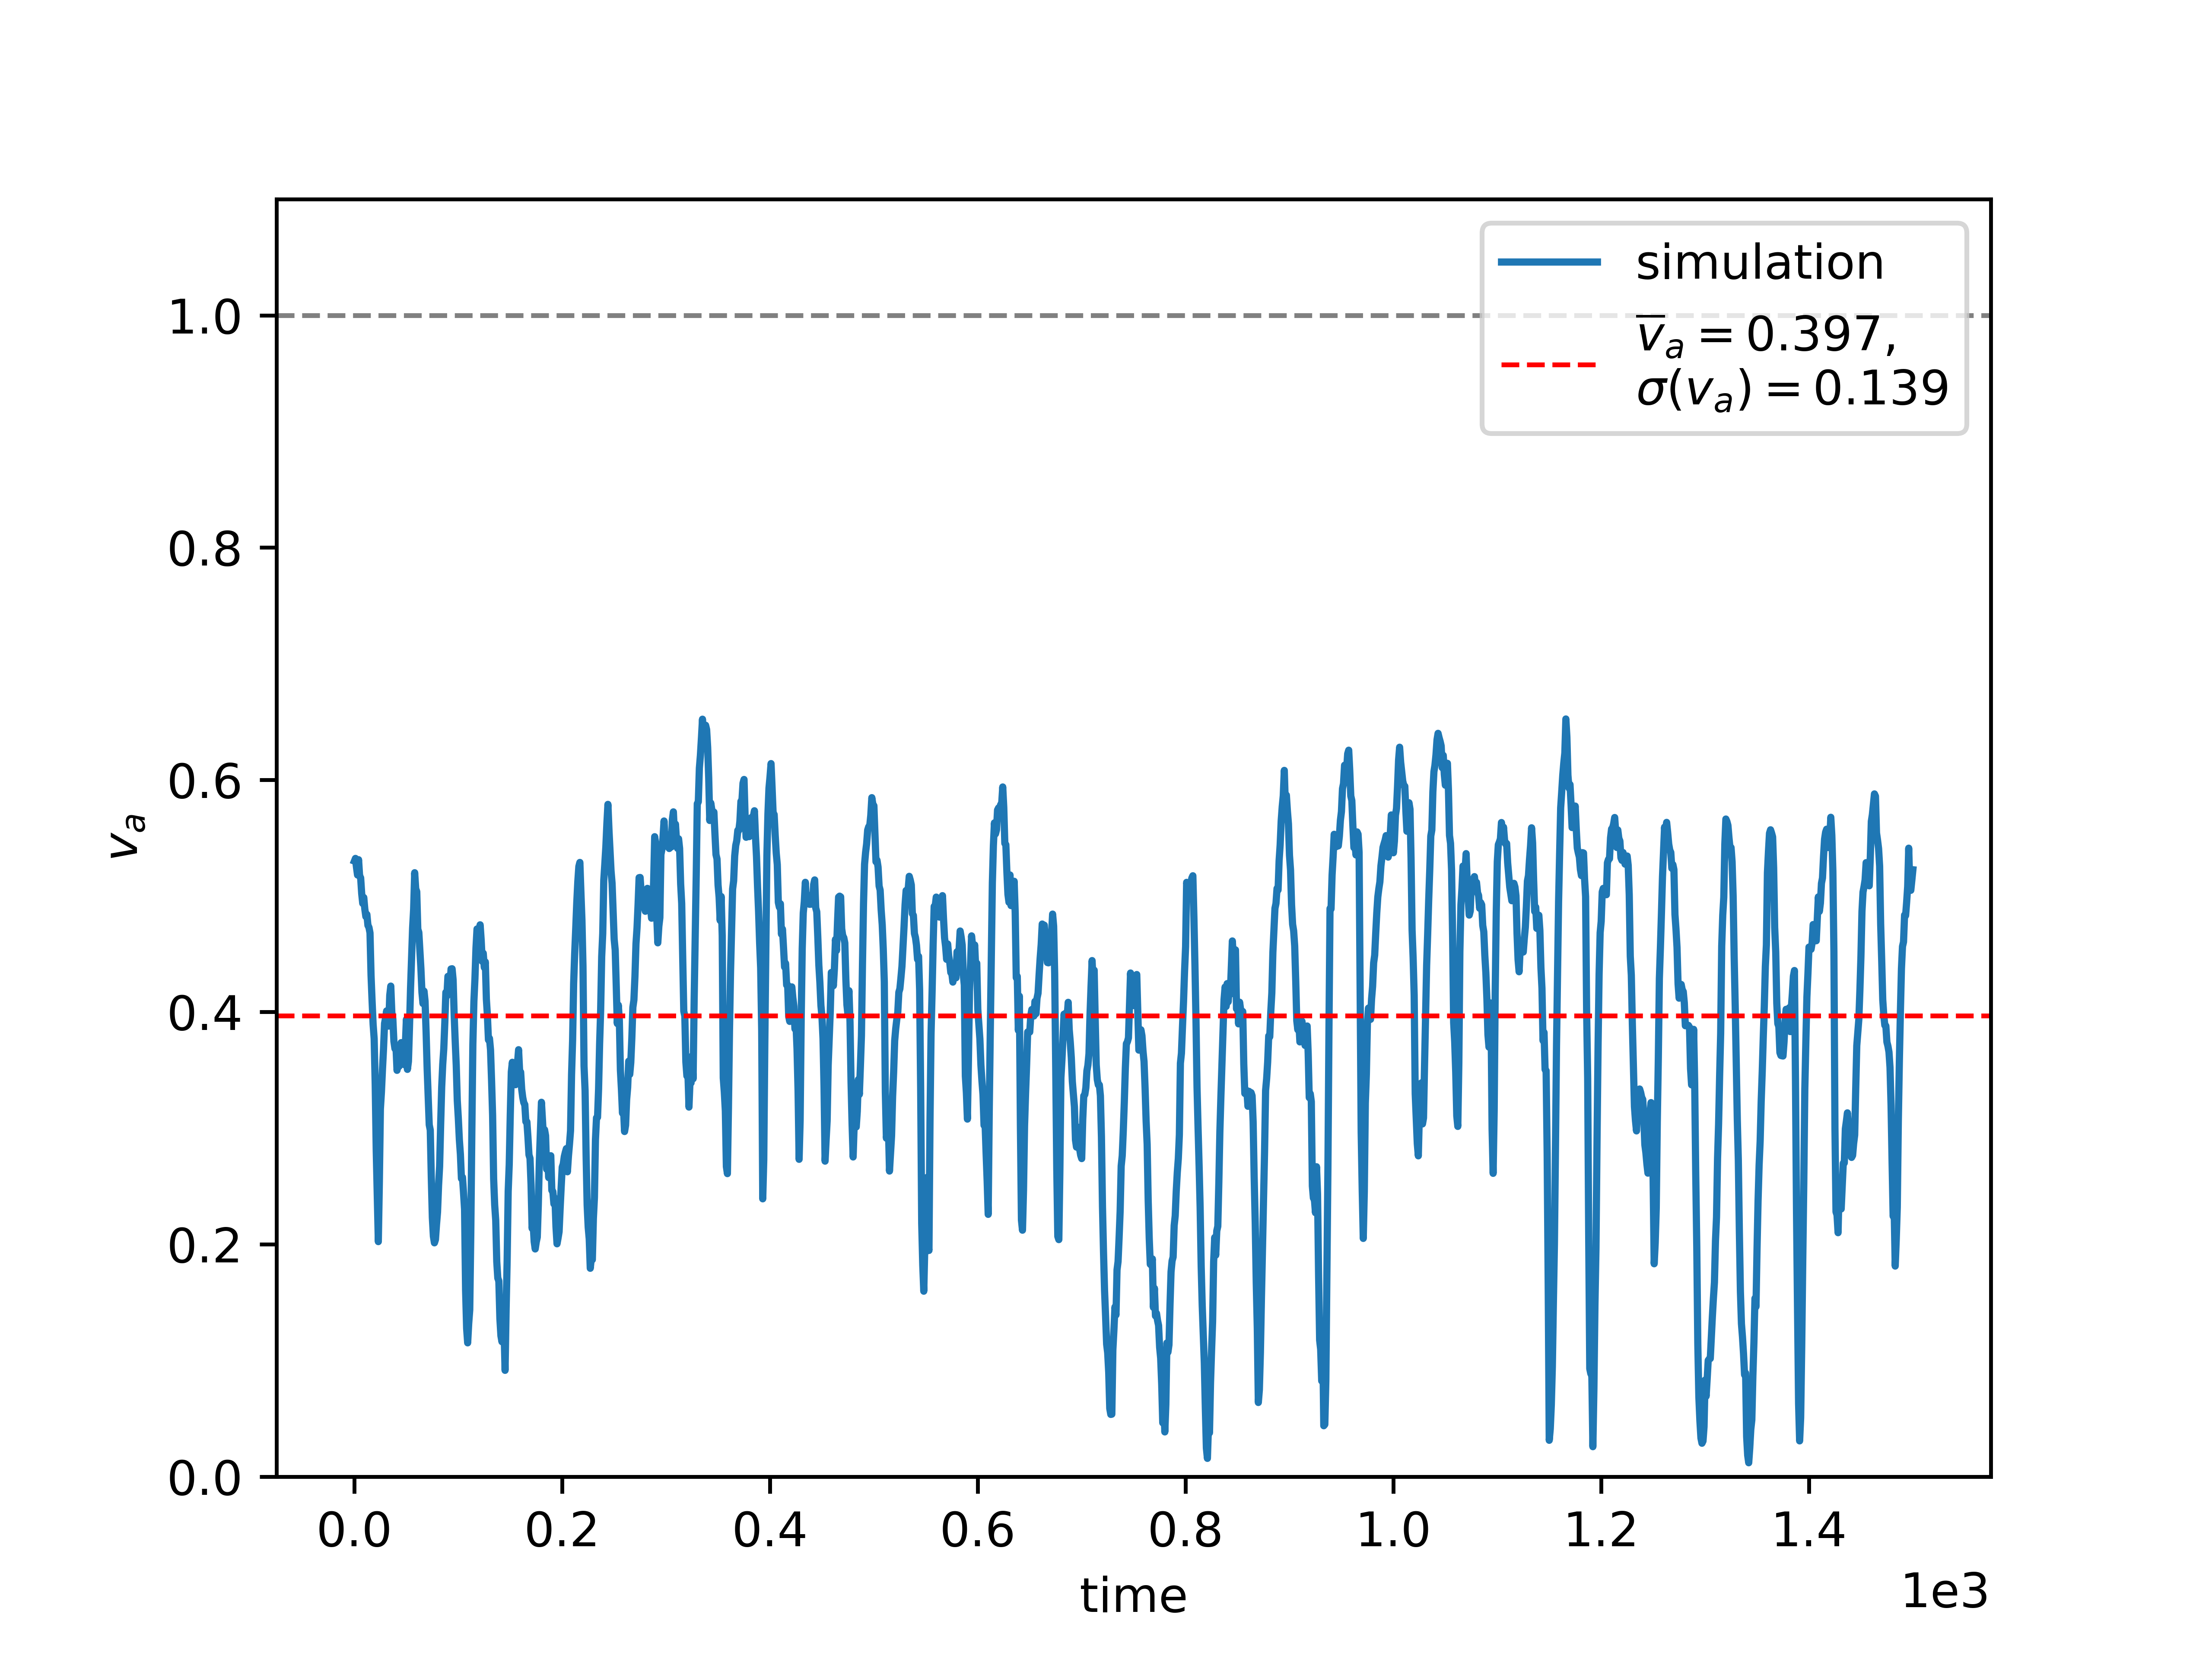 simulation
v̅ₐ = 0.397,
σ(vₐ) = 0.139
1.0
0.8
0.6
0.4
0.2
0.0
vₐ
0.0 0.2 0.4 0.6 0.8 1.0 1.2 1.4
time
1e3